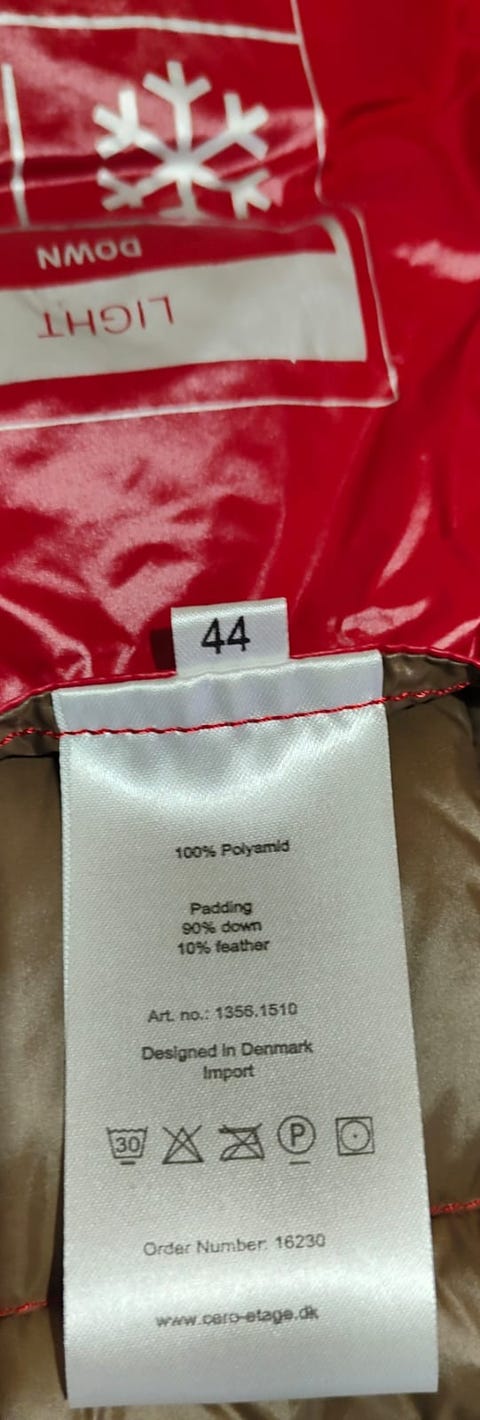 DOWN
LIGHT
44
100% Polyamid
Padding
90% down
10% feather
Art. no.: 1356.1510
Designed in Denmark
Import
30
P
Order Number: 16230
www.cero-etage.dk